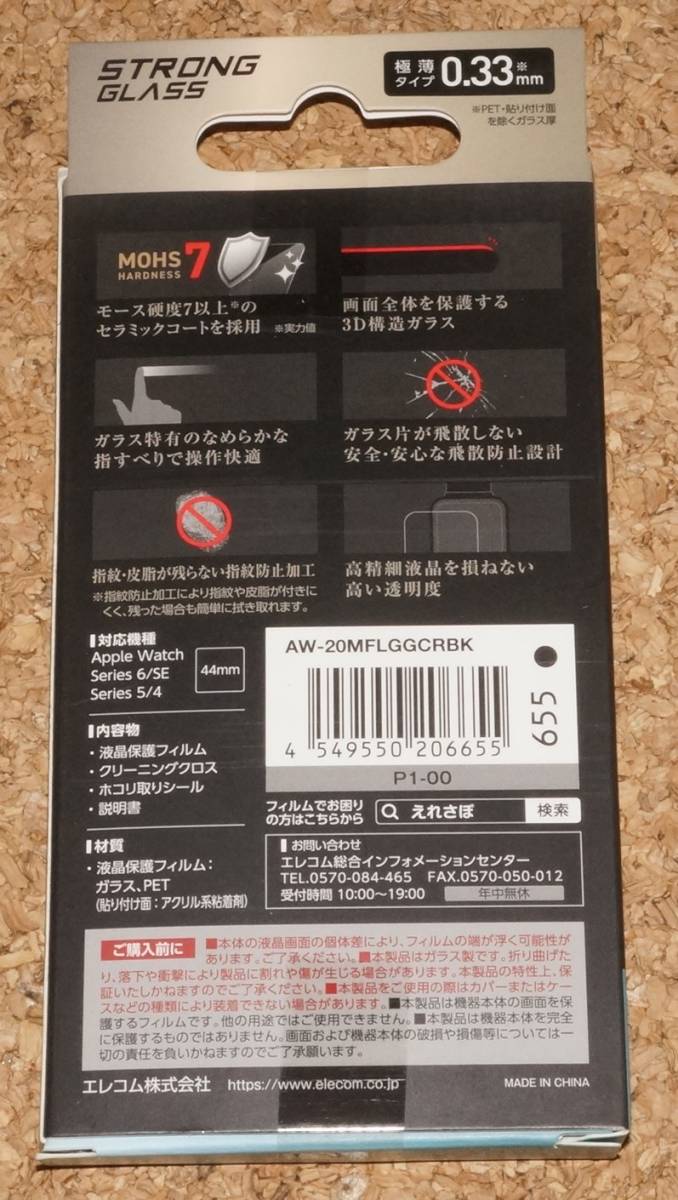 STRONG
GLASS
極薄
タイプ
0.33※mm
※PET・貼り付け面
を除くガラス厚
MOHS
HARDNESS
7
モース硬度7以上※の
セラミックコートを採用 ※実力値
画面全体を保護する
3D構造ガラス
ガラス特有のなめらかな
指すべりで操作快適
ガラス片が飛散しない
安全・安心な飛散防止設計
指紋・皮脂が残らない指紋防止加工
※指紋防止加工により指紋や皮脂が付きに
くく、残った場合も簡単に拭き取れます。
高精細液晶を損ねない
高い透明度
対応機種
Apple Watch
Series 6/SE
Series 5/4
44mm
内容物
・液晶保護フィルム
・クリーニングクロス
・ホコリ取りシール
・説明書
材質
・液晶保護フィルム：
ガラス、PET
(貼り付け面：アクリル系粘着剤)
AW-20MFLGGCRBK
4 549550 206655
655
P1-00
フィルムでお困り
の方はこちらから
えれさぽ 検索
お問い合わせ
エレコム総合インフォメーションセンター
TEL.0570-084-465 FAX.0570-050-012
受付時間 10:00～19:00 年中無休
ご購入前に
■本体の液晶画面の個体差により、フィルムの端が浮く可能性が
あります。ご了承ください。■本製品はガラス製です。折り曲げた
り、落下や衝撃により製品に割れや傷が生じる場合があります。本製品の特性上、保
証いたしかねますのでご了承ください。■本製品をご使用の際はカバーまたはケー
スなどの種類により装着できない場合があります。■本製品は機器本体の画面を保
護するフィルムです。他の用途ではご使用できません。■本製品は機器本体を完全
に保護するものではありません。画面および機器本体の破損や損傷等については一
切の責任を負いかねますのでご了承願います。
エレコム株式会社 https://www.elecom.co.jp
MADE IN CHINA